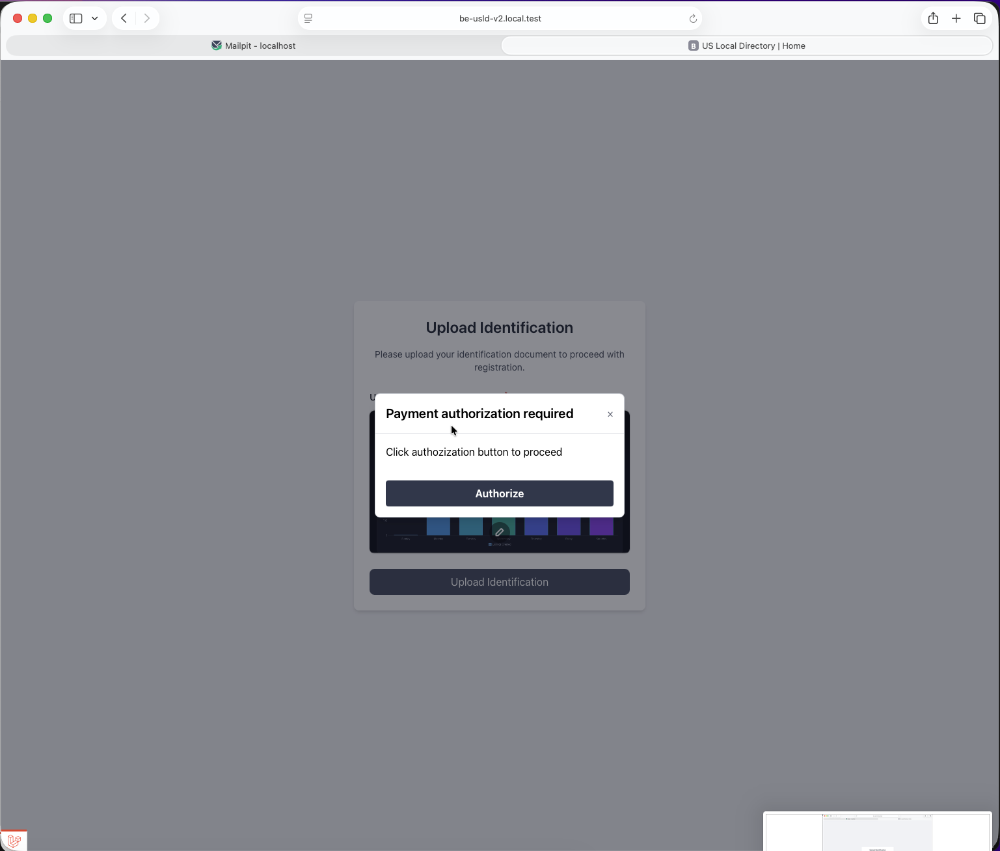 be-usld-v2.local.test
Mailpit - localhost
B US Local Directory | Home
Upload Identification
Please upload your identification document to proceed with
registration.
U
Payment authorization required
Click authozization button to proceed
Authorize
Upload Identification